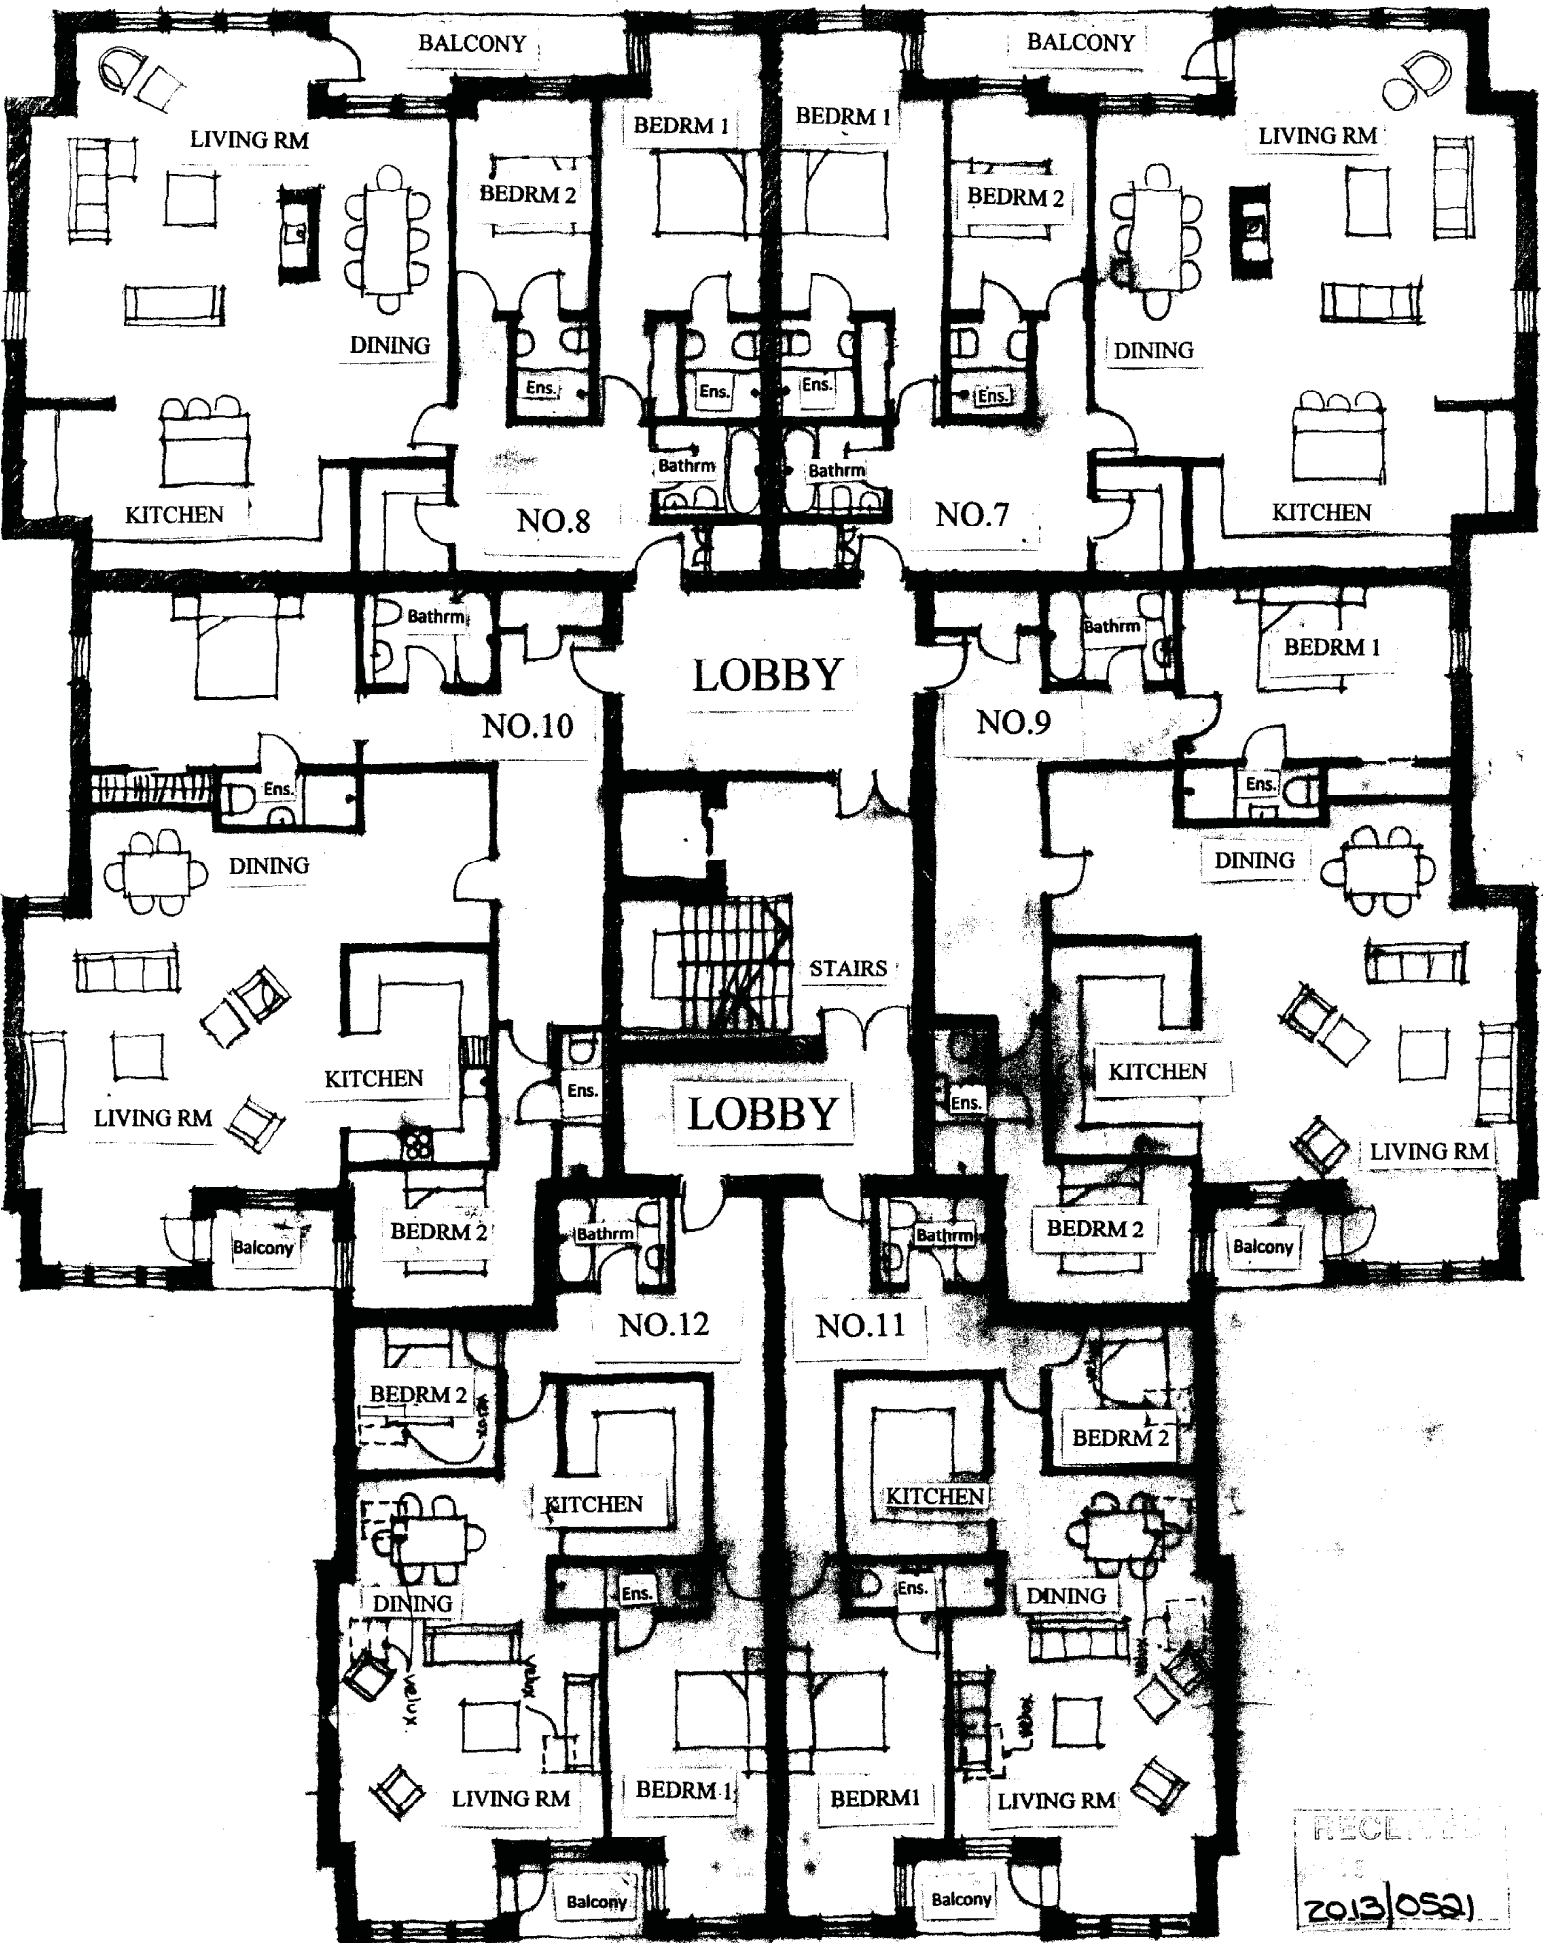 BALCONY
BALCONY
LIVING RM
BEDRM 1
BEDRM 1
LIVING RM
BEDRM 2
BEDRM 2
DINING
DINING
Ens.
Ens.
Ens.
Ens.
Bathrm
Bathrm
KITCHEN
NO.8
NO.7
KITCHEN
Bathrm
Bathrm
LOBBY
BEDRM 1
NO.10
NO.9
Ens.
Ens.
DINING
DINING
STAIRS
KITCHEN
Ens.
Ens.
KITCHEN
LIVING RM
LOBBY
LIVING RM
Balcony
BEDRM 2
Bathrm
Bathrm
BEDRM 2
Balcony
NO.12
NO.11
BEDRM 2
velux
BEDRM 2
KITCHEN
KITCHEN
DINING
Ens.
Ens.
DINING
velux.
velux
velux
velux
LIVING RM
BEDRM 1
BEDRM1
LIVING RM
Balcony
Balcony
2013/0521